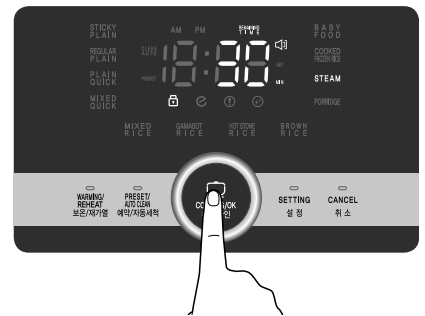 STICKY
PLAIN
REGULAR
PLAIN
PLAIN
QUICK
MIXED
QUICK
AM PM
PRESET
30
MIN
BABY
FOOD
COOKED
FROZEN RICE
STEAM
PORRIDGE
MIXED
RICE
GAMASOT
RICE
HOT STONE
RICE
BROWN
RICE
WARMING/
REHEAT
보온/재가열
PRESET/
AUTO CLEAN
예약/자동세척
SETTING
설 정
CANCEL
취 소